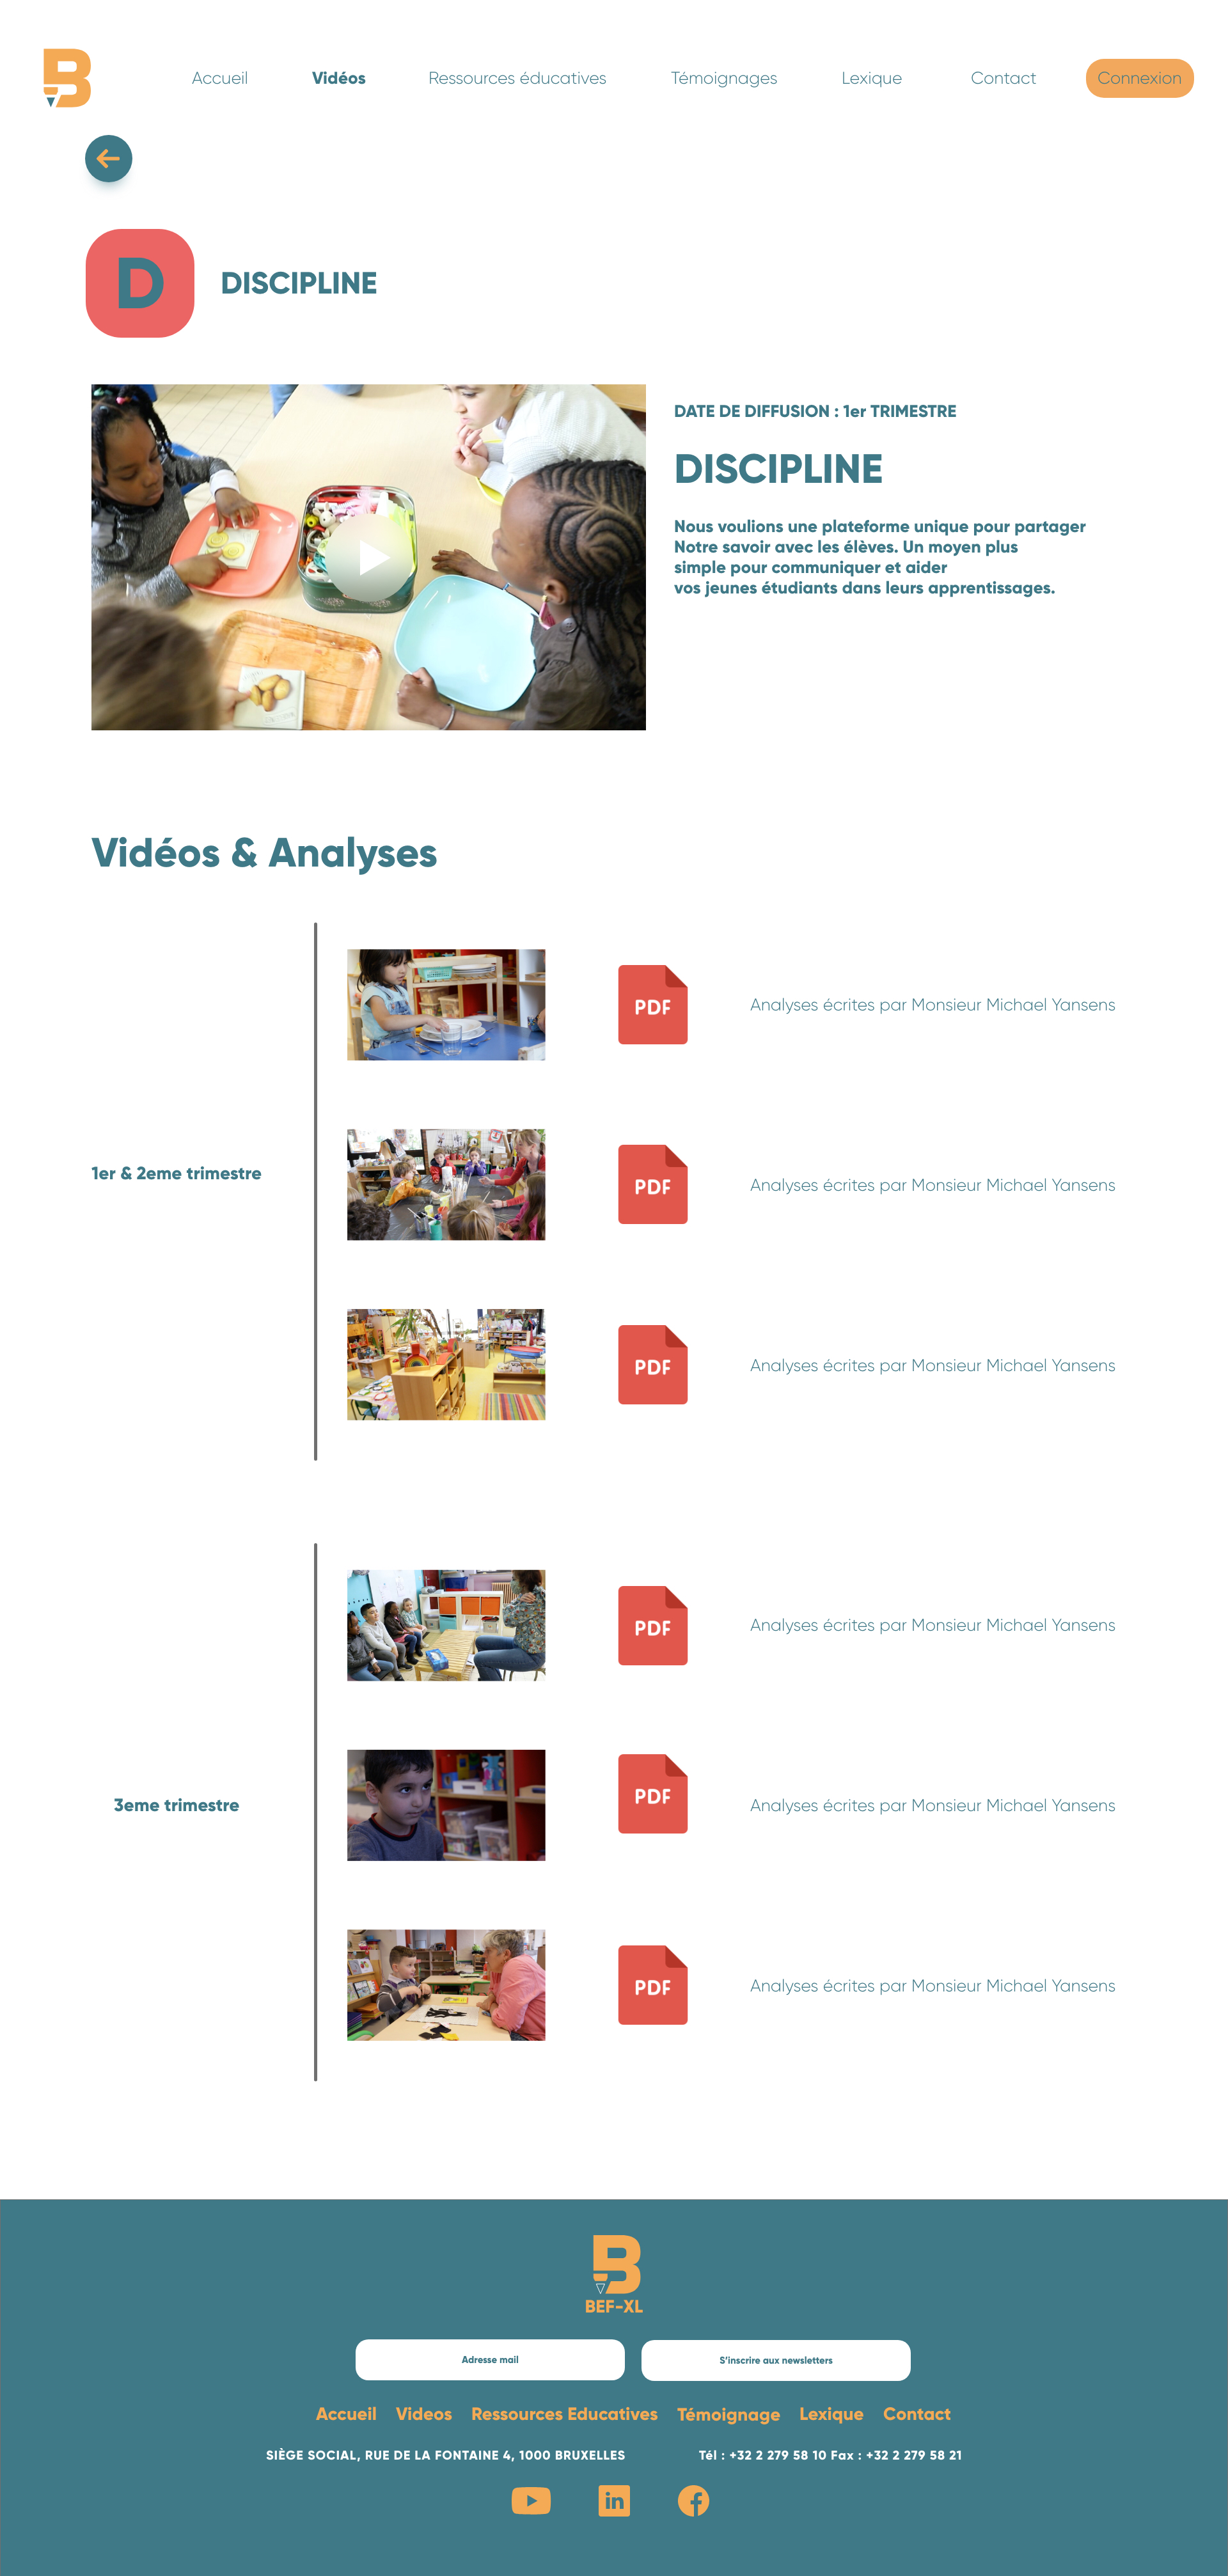 B
Accueil
Vidéos
Ressources éducatives
Témoignages
Lexique
Contact
Connexion
D
DISCIPLINE
DATE DE DIFFUSION : 1er TRIMESTRE
DISCIPLINE
Nous voulions une plateforme unique pour partager
Notre savoir avec les élèves. Un moyen plus
simple pour communiquer et aider
vos jeunes étudiants dans leurs apprentissages.
Vidéos & Analyses
1er & 2eme trimestre
PDF
Analyses écrites par Monsieur Michael Yansens
PDF
Analyses écrites par Monsieur Michael Yansens
PDF
Analyses écrites par Monsieur Michael Yansens
3eme trimestre
PDF
Analyses écrites par Monsieur Michael Yansens
PDF
Analyses écrites par Monsieur Michael Yansens
PDF
Analyses écrites par Monsieur Michael Yansens
B
BEF-XL
Adresse mail
S'inscrire aux newsletters
Accueil
Videos
Ressources Educatives
Témoignage
Lexique
Contact
SIÈGE SOCIAL, RUE DE LA FONTAINE 4, 1000 BRUXELLES
Tél : +32 2 279 58 10 Fax : +32 2 279 58 21
in